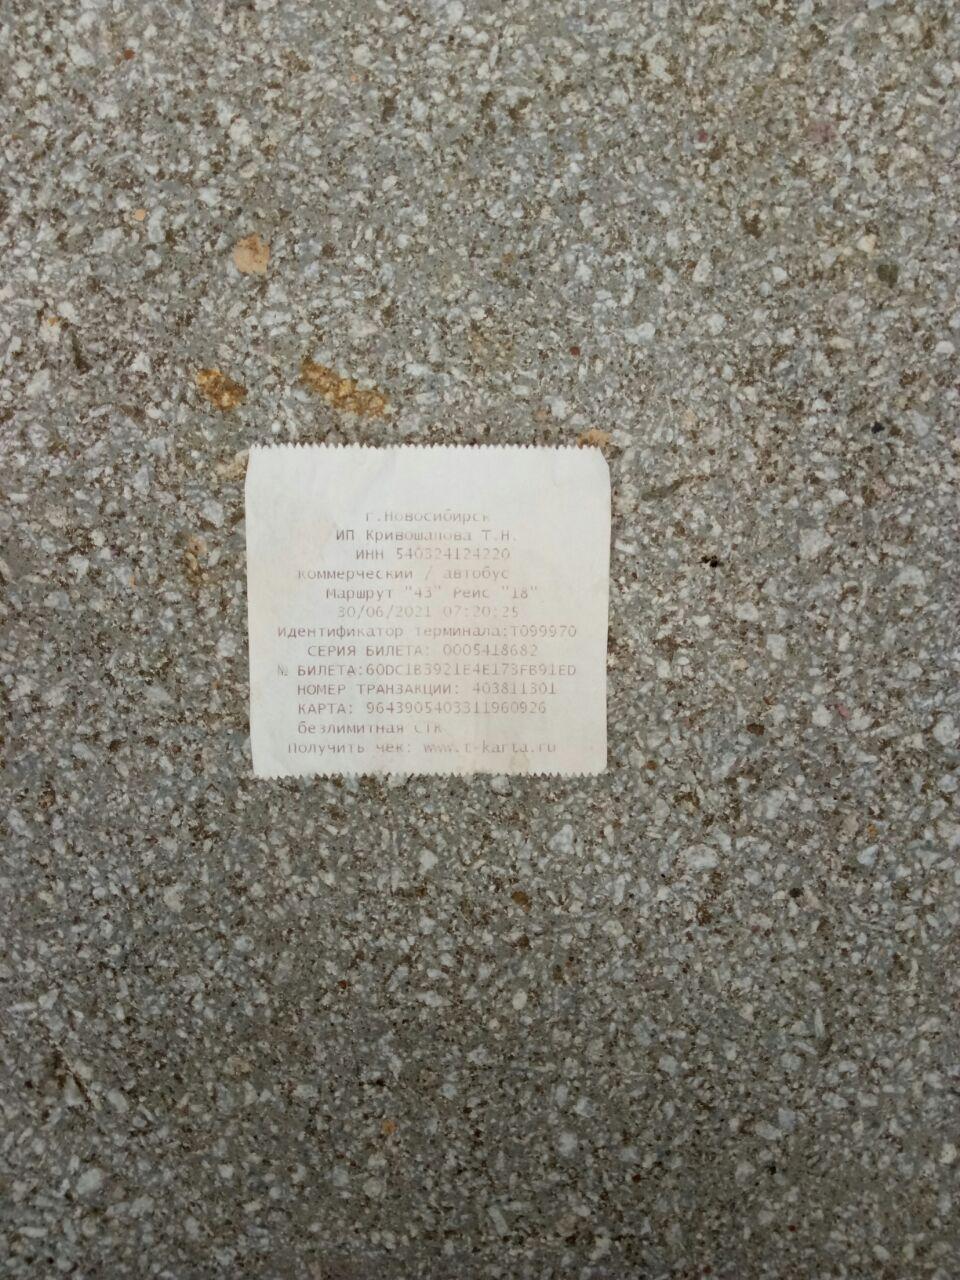 г.Новосибирск
ИП Кривошапова Т.Н.
ИНН 540324124220
коммерческий / автобус
Маршрут "43" Рейс "18"
30/06/2021 07:20:25
Идентификатор терминала:T099970
СЕРИЯ БИЛЕТА: 0005418682
№ БИЛЕТА:60DC1B3921E4E173FB91ED
НОМЕР ТРАНЗАКЦИИ: 403811301
КАРТА: 9643905403311960926
безлимитная СТК
Получить чек: www.t-karta.ru